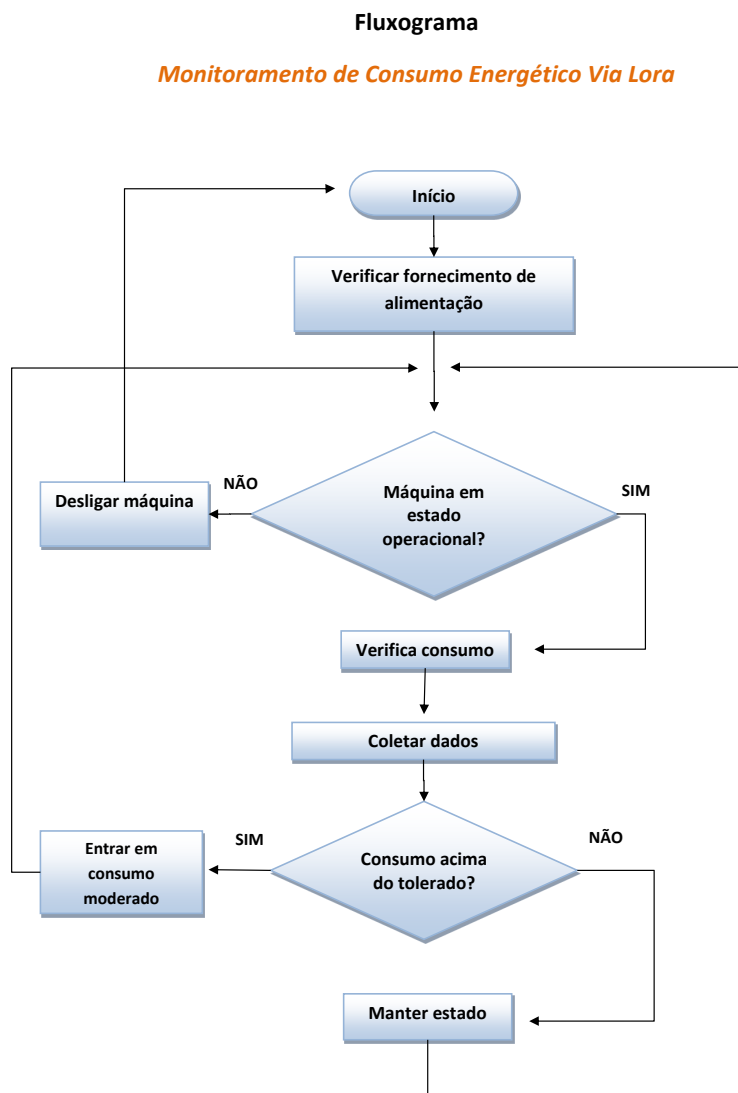 Fluxograma
Monitoramento de Consumo Energético Via Lora
Início
Verificar fornecimento de
alimentação
Desligar máquina
NÃO
Máquina em
estado
operacional?
SIM
Verifica consumo
Coletar dados
Entrar em
consumo
moderado
SIM
Consumo acima
do tolerado?
NÃO
Manter estado